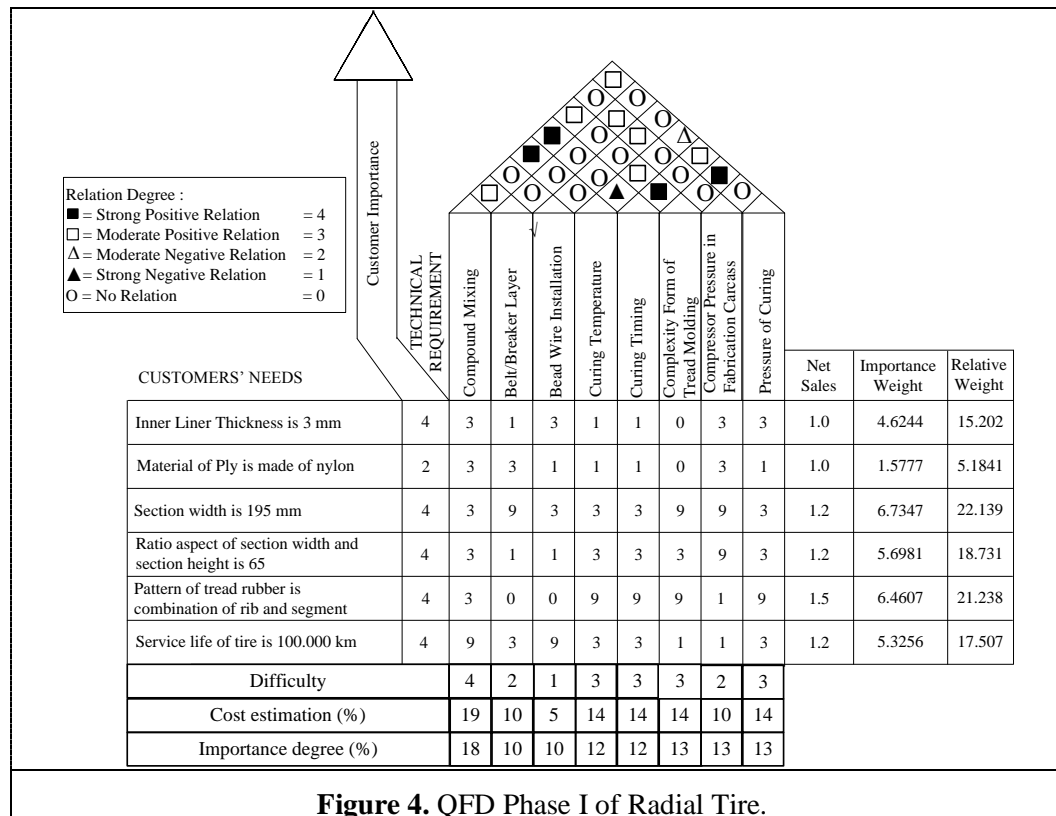 Customer Importance
Relation Degree :
■ = Strong Positive Relation = 4
□ = Moderate Positive Relation = 3
Δ = Moderate Negative Relation = 2
▲ = Strong Negative Relation = 1
O = No Relation = 0
√
TECHNICAL
REQUIREMENT
Compound Mixing
Belt/Breaker Layer
Bead Wire Installation
Curing Temperature
Curing Timing
Complexity Form of
Tread Molding
Compressor Pressure in
Fabrication Carcass
Pressure of Curing
CUSTOMERS' NEEDS
Net
Sales
Importance
Weight
Relative
Weight
Inner Liner Thickness is 3 mm 4 3 1 3 1 1 0 3 3 1.0 4.6244 15.202
Material of Ply is made of nylon 2 3 3 1 1 1 0 3 1 1.0 1.5777 5.1841
Section width is 195 mm 4 3 9 3 3 3 9 9 3 1.2 6.7347 22.139
Ratio aspect of section width and
section height is 65 4 3 1 1 3 3 3 9 3 1.2 5.6981 18.731
Pattern of tread rubber is
combination of rib and segment 4 3 0 0 9 9 9 1 9 1.5 6.4607 21.238
Service life of tire is 100.000 km 4 9 3 9 3 3 1 1 3 1.2 5.3256 17.507
Difficulty 4 2 1 3 3 3 2 3
Cost estimation (%) 19 10 5 14 14 14 10 14
Importance degree (%) 18 10 10 12 12 13 13 13
Figure 4. QFD Phase I of Radial Tire.